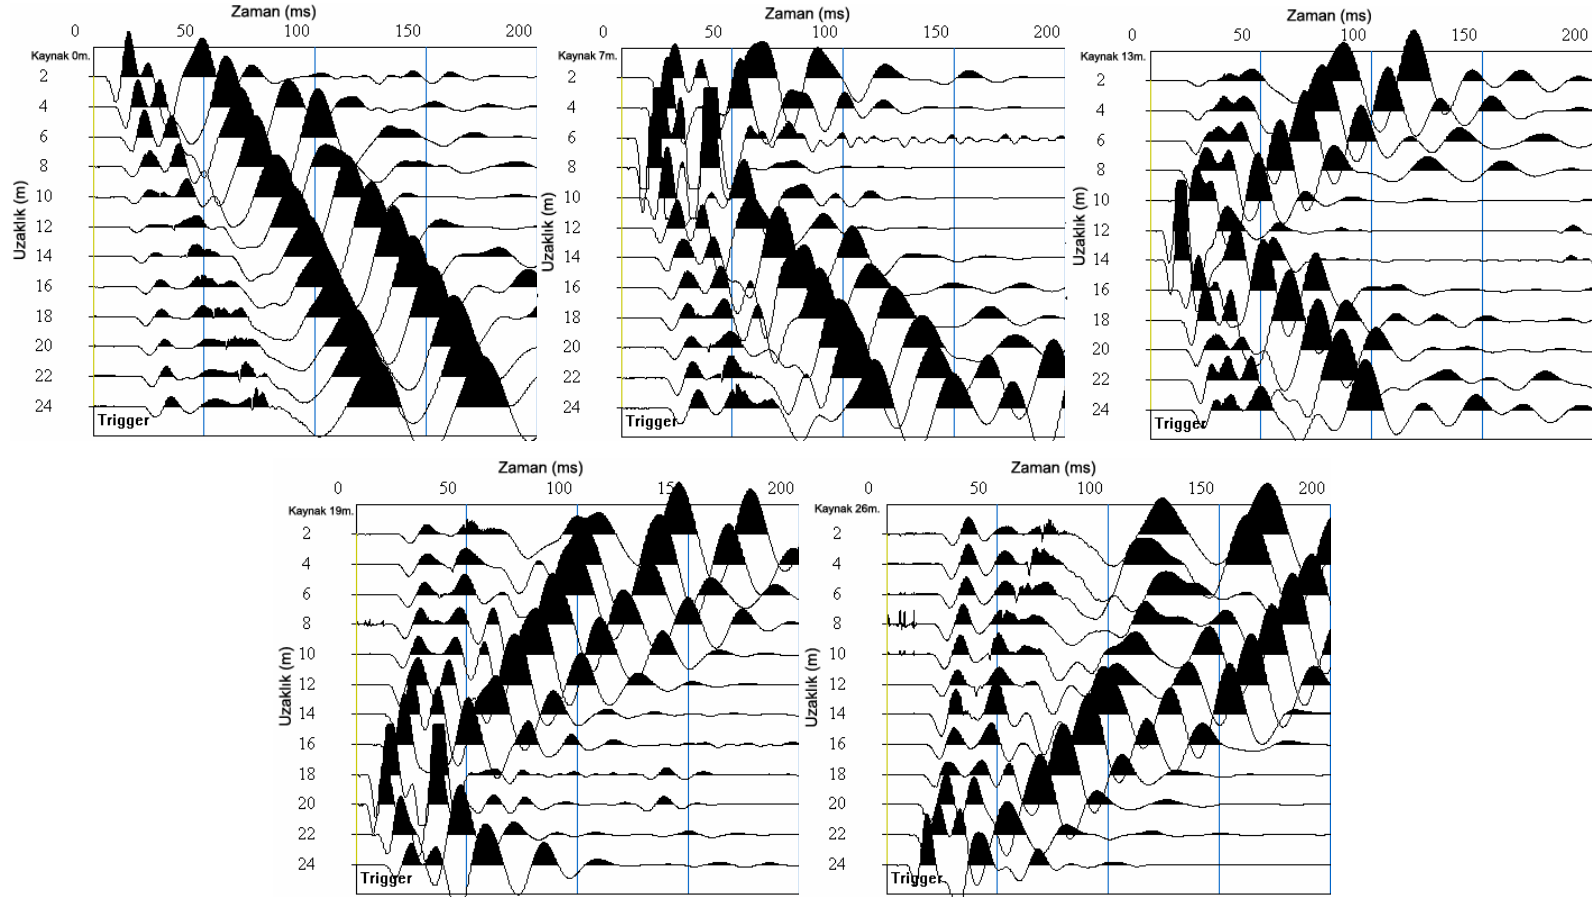 Zaman (ms)
0 50 100 150 200
Kaynak 0m.
2
4
6
8
10
12
14
16
18
20
22
24
Uzaklık (m)
Trigger
Zaman (ms)
0 50 100 150 200
Kaynak 7m.
2
4
6
8
10
12
14
16
18
20
22
24
Uzaklık (m)
Trigger
Zaman (ms)
0 50 100 150 200
Kaynak 13m.
2
4
6
8
10
12
14
16
18
20
22
24
Uzaklık (m)
Trigger
Zaman (ms)
0 50 100 150 200
Kaynak 19m.
2
4
6
8
10
12
14
16
18
20
22
24
Uzaklık (m)
Trigger
Zaman (ms)
0 50 100 150 200
Kaynak 26m.
2
4
6
8
10
12
14
16
18
20
22
24
Uzaklık (m)
Trigger